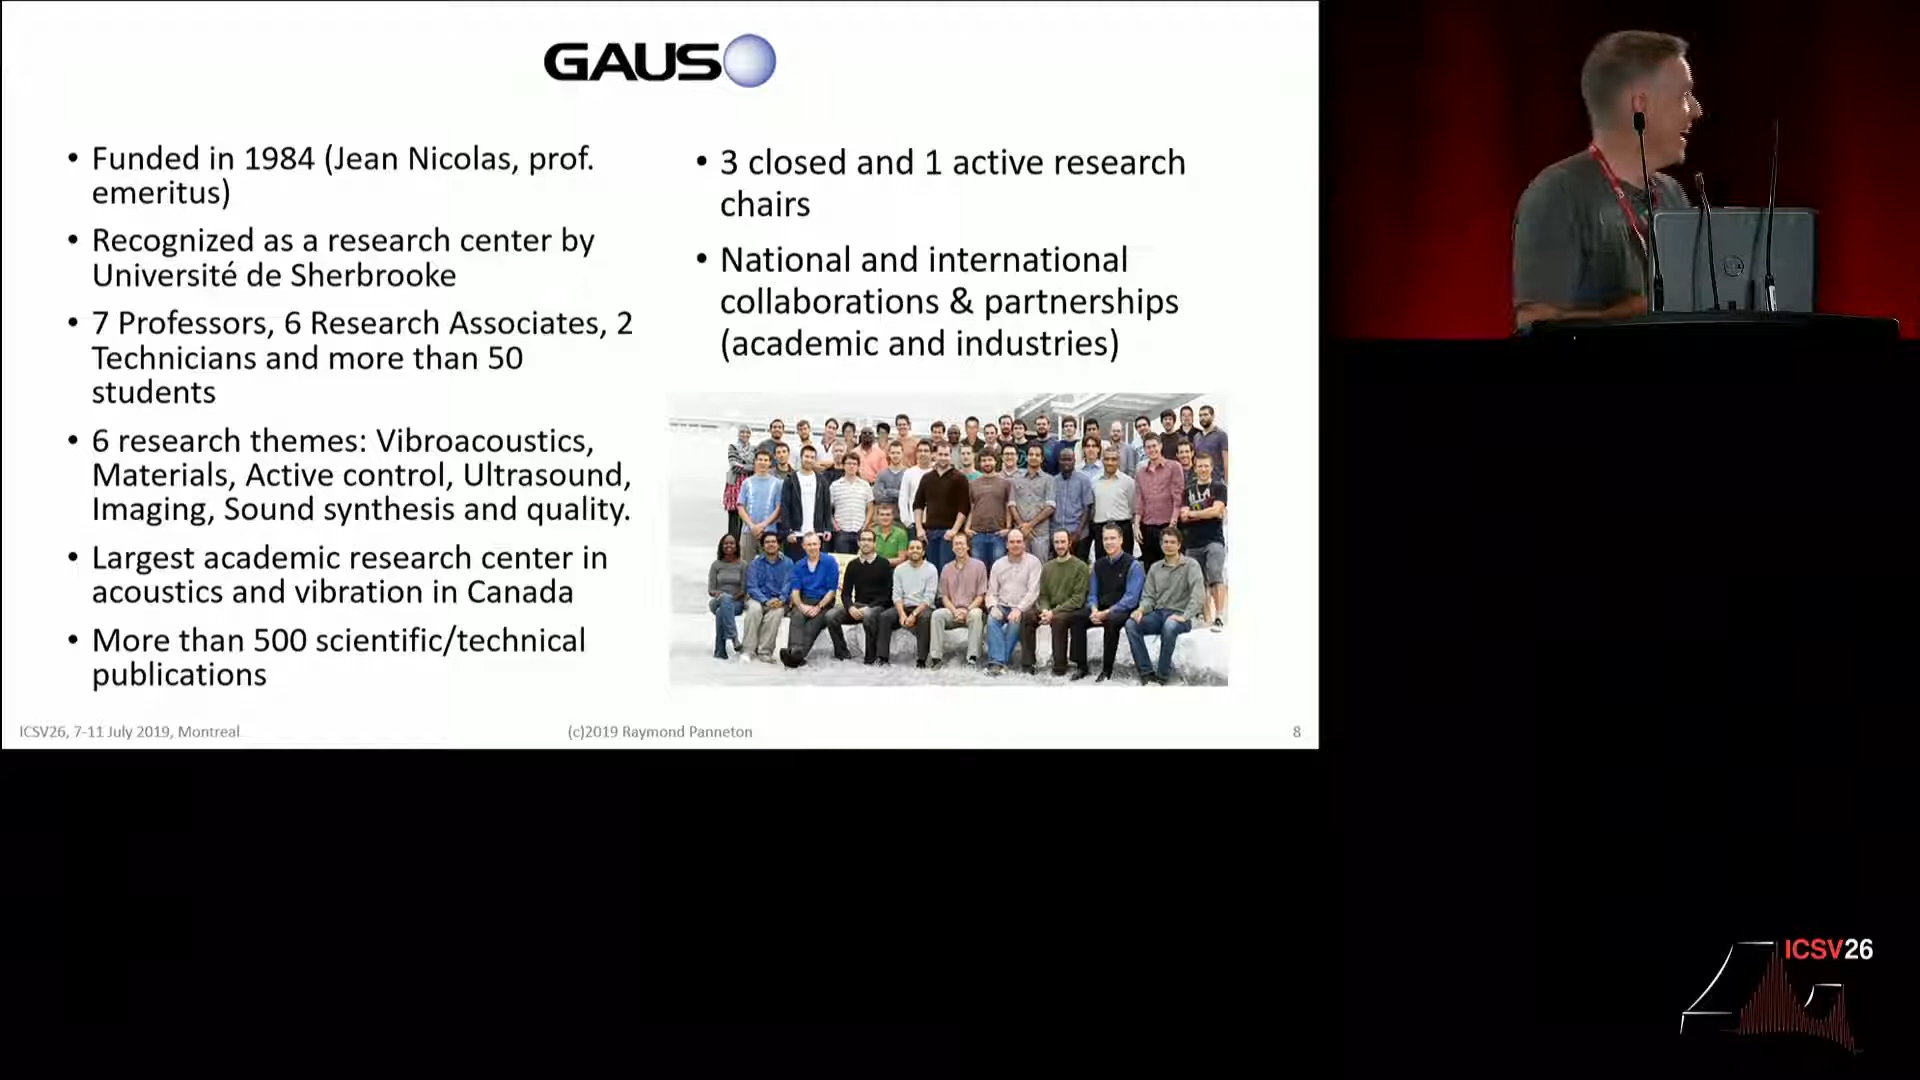 GAUS
• Funded in 1984 (Jean Nicolas, prof.
emeritus)
• Recognized as a research center by
Université de Sherbrooke
• 7 Professors, 6 Research Associates, 2
Technicians and more than 50
students
• 6 research themes: Vibroacoustics,
Materials, Active control, Ultrasound,
Imaging, Sound synthesis and quality.
• Largest academic research center in
acoustics and vibration in Canada
• More than 500 scientific/technical
publications
• 3 closed and 1 active research
chairs
• National and international
collaborations & partnerships
(academic and industries)
ICSV26, 7-11 July 2019, Montreal
(c)2019 Raymond Panneton
8
ICSV26